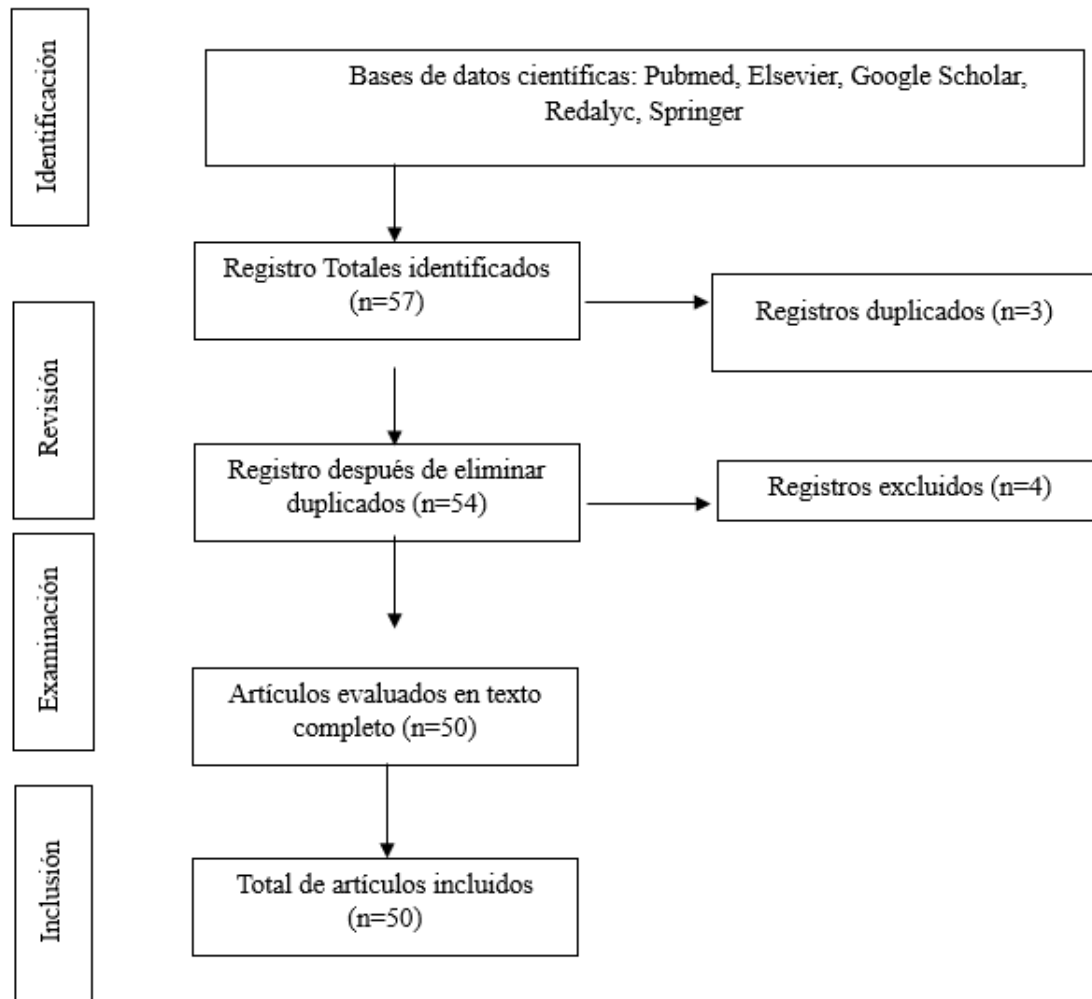 Identificación
Bases de datos científicas: Pubmed, Elsevier, Google Scholar,
Redalyc, Springer
Registro Totales identificados
(n=57)
Registros duplicados (n=3)
Revisión
Registro después de eliminar
duplicados (n=54)
Registros excluidos (n=4)
Examinación
Artículos evaluados en texto
completo (n=50)
Inclusión
Total de artículos incluidos
(n=50)